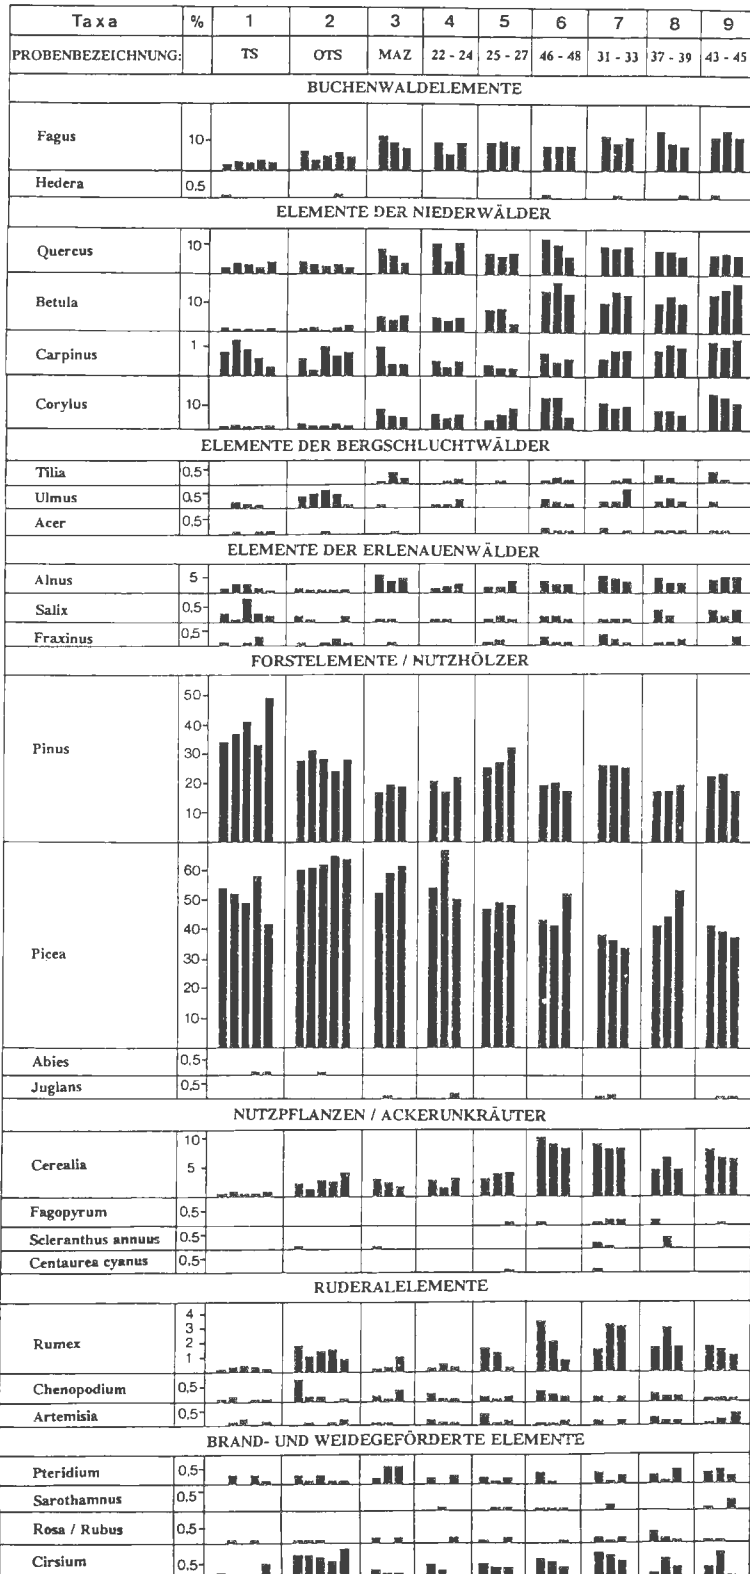 Taxa % 1 2 3 4 5 6 7 8 9
PROBENBEZEICHNUNG: TS OTS MAZ 22 - 24 25 - 27 46 - 48 31 - 33 37 - 39 43 - 45
BUCHENWALDELEMENTE
Fagus 10
Hedera 0.5
ELEMENTE DER NIEDERWÄLDER
Quercus 10
Betula 10
Carpinus 1
Corylus 10
ELEMENTE DER BERGSCHLUCHTWÄLDER
Tilia 0.5
Ulmus 0.5
Acer 0.5
ELEMENTE DER ERLENAUENWÄLDER
Alnus 5
Salix 0.5
Fraxinus 0,5
FORSTELEMENTE / NUTZHÖLZER
50
40
Pinus 30
20
10
60
50
40
Picea 30
20
10
Abies 0.5
Juglans 0.5
NUTZPFLANZEN / ACKERUNKRÄUTER
10
Cerealia 5
Fagopyrum 0.5
Scleranthus annuus 0.5
Centaurea cyanus 0.5
RUDERALELEMENTE
4
3
Rumex 2
1
Chenopodium 0,5
Artemisia 0.5
BRAND- UND WEIDEGEFÖRDERTE ELEMENTE
Pteridium 0,5
Sarothamnus 0,5
Rosa / Rubus 0.5
Cirsium 0.5